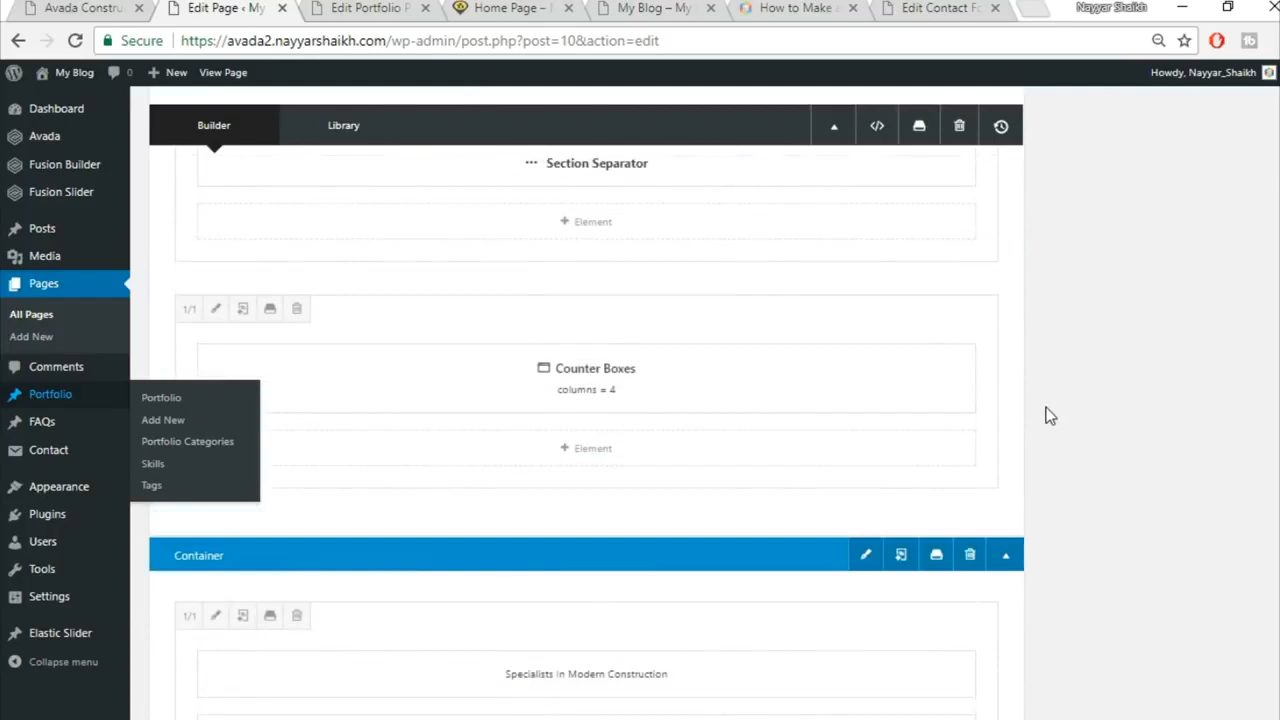 Avada Constru
Edit Page ‹ My
Edit Portfolio P
Home Page –
My Blog – My
How to Make
Edit Contact Fo
Nayyar Shaikh
Secure
https://avada2.nayyarshaikh.com/wp-admin/post.php?post=10&action=edit
My Blog
0
New
View Page
Howdy, Nayyar_Shaikh
Dashboard
Avada
Fusion Builder
Fusion Slider
Posts
Media
Pages
All Pages
Add New
Comments
Portfolio
FAQs
Contact
Appearance
Plugins
Users
Tools
Settings
Elastic Slider
Collapse menu
Portfolio
Add New
Portfolio Categories
Skills
Tags
Builder
Library
Section Separator
Element
1/1
Counter Boxes
columns = 4
Element
Container
1/1
Specialists In Modern Construction